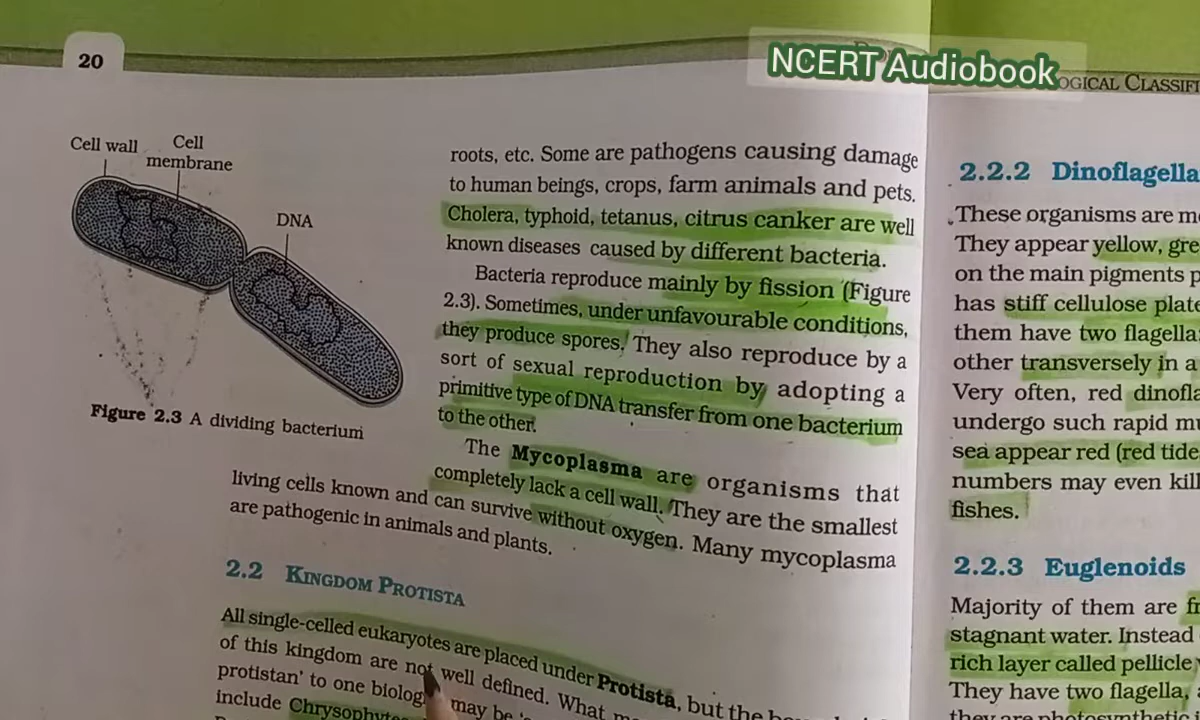 NCERT Audiobook
20
OGICAL CLASSIFI
Cell wall
Cell
membrane
DNA
Figure 2.3 A dividing bacterium
roots, etc. Some are pathogens causing damage
to human beings, crops, farm animals and pets.
Cholera, typhoid, tetanus, citrus canker are well
known diseases caused by different bacteria.
Bacteria reproduce mainly by fission (Figure
2.3). Sometimes, under unfavourable conditions,
they produce spores. They also reproduce by a
sort of sexual reproduction by adopting a
primitive type of DNA transfer from one bacterium
to the other.
The Mycoplasma are organisms that
completely lack a cell wall. They are the smallest
living cells known and can survive without oxygen. Many mycoplasma
are pathogenic in animals and plants.
2.2 KINGDOM PROTISTA
All single-celled eukaryotes are placed under Protista, but the
of this kingdom are not well defined. What
protistan' to one may be
include
2.2.2 Dinoflagella
These organisms are
They appear yellow,
on the main pigments
has stiff cellulose
them have two flagella
other transversely in a
Very often, red
undergo such rapid
sea appear red (red tide
numbers may even kill
fishes.
2.2.3 Euglenoids
Majority of them are
stagnant water. Instead
rich layer called pellicle
They have two flagella,
they are